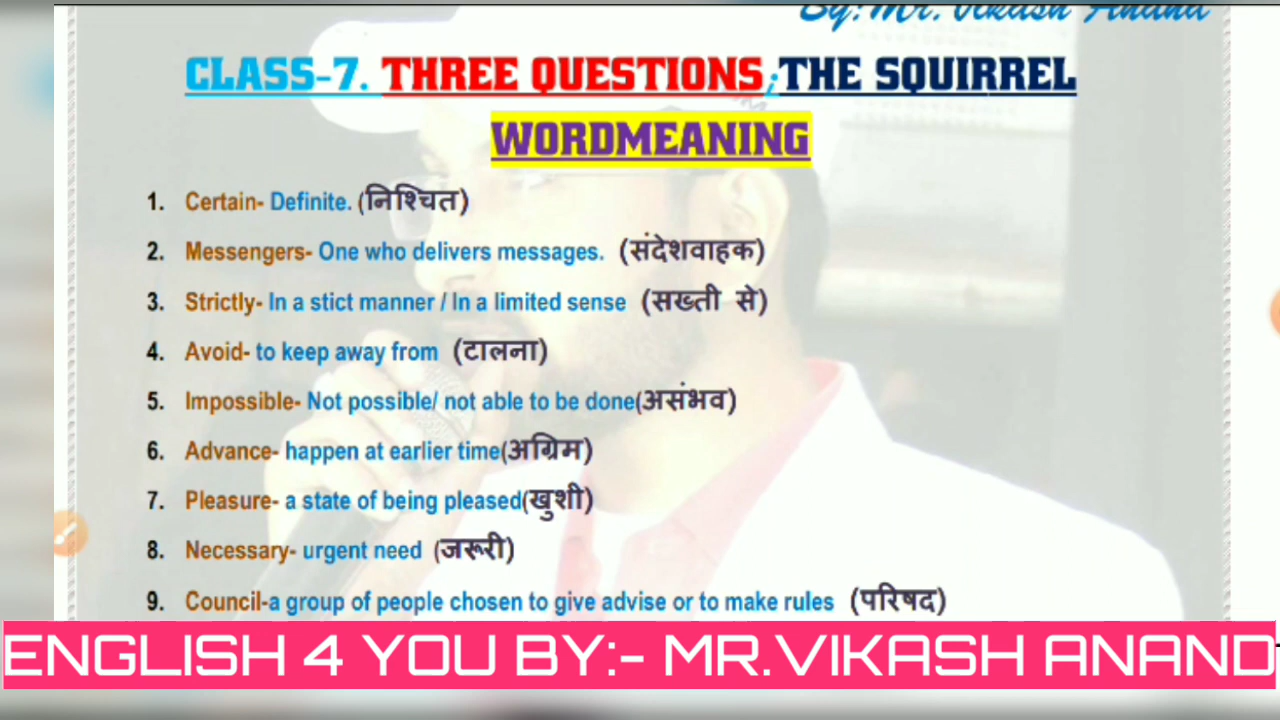 By: Mr. Vikash Anand
CLASS-7. THREE QUESTIONS;THE SQUIRREL
WORDMEANING
1. Certain- Definite. (निश्चित)
2. Messengers- One who delivers messages. (संदेशवाहक)
3. Strictly- In a stict manner / In a limited sense (सख्ती से)
4. Avoid- to keep away from (टालना)
5. Impossible- Not possible/ not able to be done(असंभव)
6. Advance- happen at earlier time(अग्रिम)
7. Pleasure- a state of being pleased(खुशी)
8. Necessary- urgent need (जरूरी)
9. Council-a group of people chosen to give advise or to make rules (परिषद)
ENGLISH 4 YOU BY:- MR.VIKASH ANAND